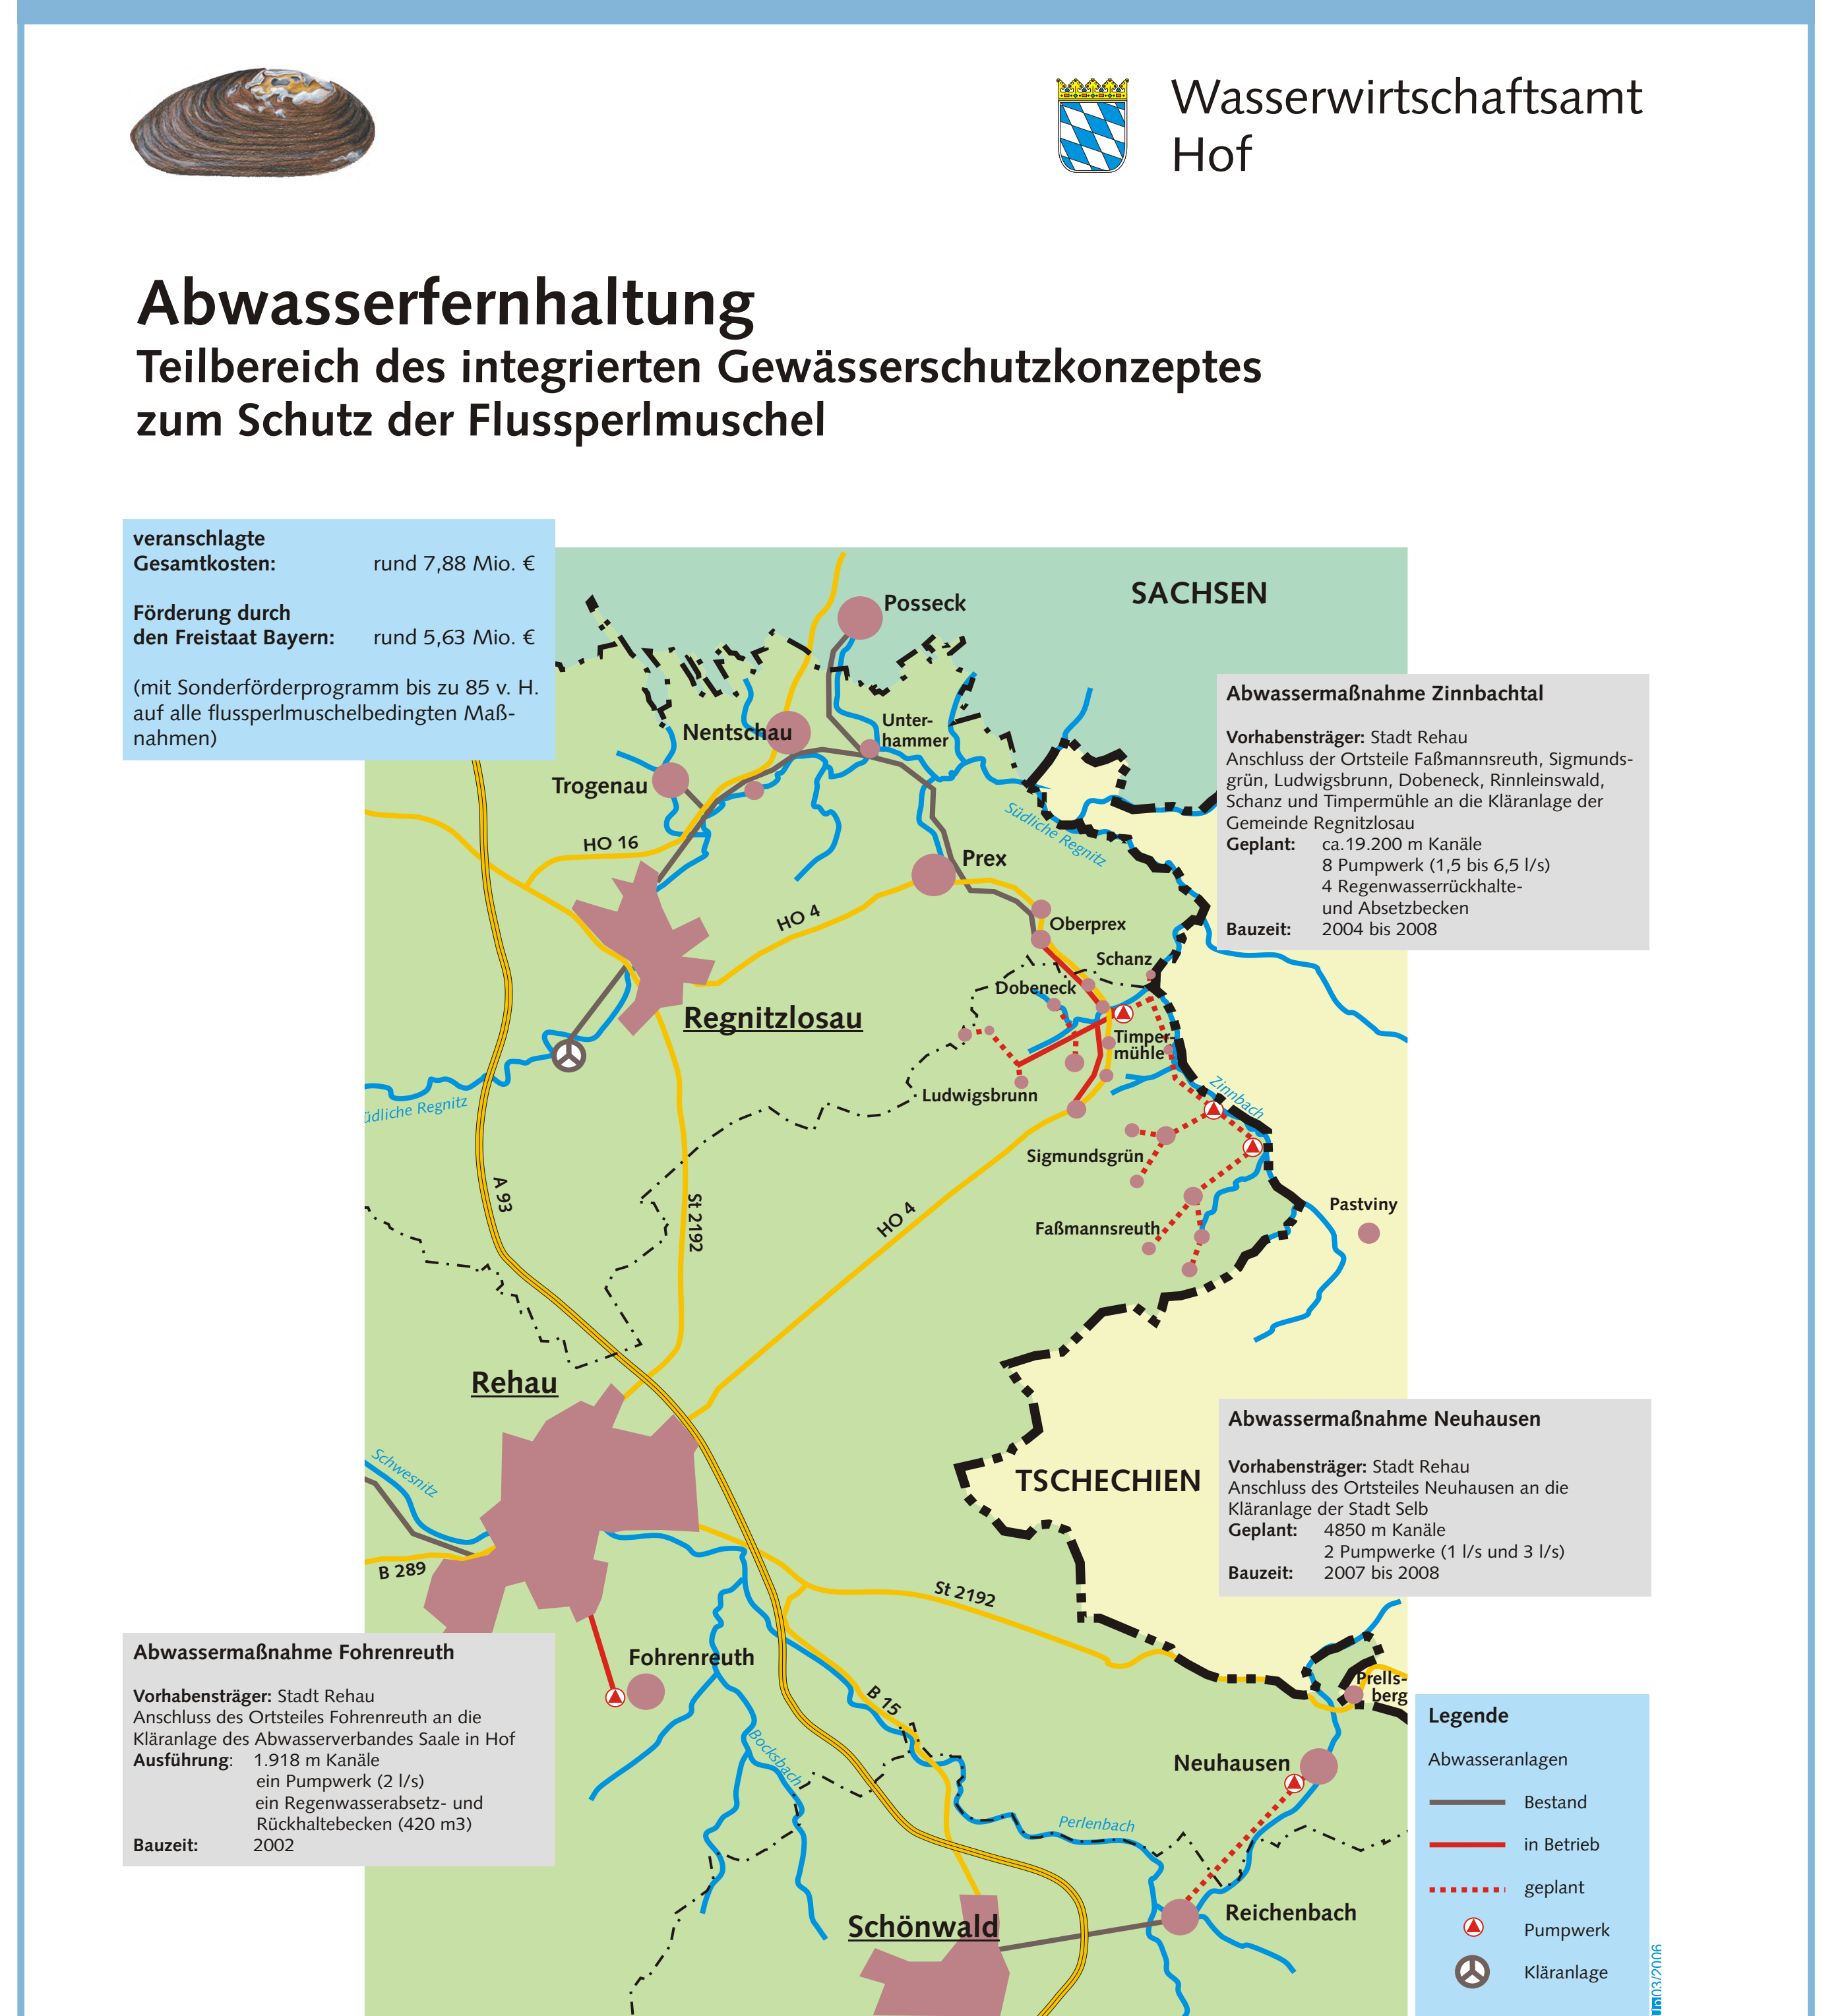 Wasserwirtschaftsamt
Hof
Abwasserfernhaltung
Teilbereich des integrierten Gewässerschutzkonzeptes
zum Schutz der Flussperlmuschel
veranschlagte
Gesamtkosten: rund 7,88 Mio. €
Förderung durch
den Freistaat Bayern: rund 5,63 Mio. €
(mit Sonderförderprogramm bis zu 85 v. H.
auf alle flussperlmuschelbedingten Maß-
nahmen)
SACHSEN
Posseck
Nentschau
Unter-
hammer
Trogenau
HO 16
Südliche Regnitz
Prex
HO 4
Oberprex
Schanz
Dobeneck
Regnitzlosau
Timper-
mühle
Ludwigsbrunn
Zinnbach
üdliche Regnitz
Sigmundsgrün
A 93
St 2192
HO 4
Pastviny
Faßmannsreuth
Rehau
Schwesnitz
TSCHECHIEN
B 289
St 2192
Fohrenreuth
B 15
Bocksbach
Prells-
berg
Neuhausen
Perlenbach
Schönwald
Reichenbach
Abwassermaßnahme Zinnbachtal
Vorhabensträger: Stadt Rehau
Anschluss der Ortsteile Faßmannsreuth, Sigmunds-
grün, Ludwigsbrunn, Dobeneck, Rinnleinswald,
Schanz und Timpermühle an die Kläranlage der
Gemeinde Regnitzlosau
Geplant: ca.19.200 m Kanäle
8 Pumpwerk (1,5 bis 6,5 l/s)
4 Regenwasserrückhalte-
und Absetzbecken
Bauzeit: 2004 bis 2008
Abwassermaßnahme Neuhausen
Vorhabensträger: Stadt Rehau
Anschluss des Ortsteiles Neuhausen an die
Kläranlage der Stadt Selb
Geplant: 4850 m Kanäle
2 Pumpwerke (1 l/s und 3 l/s)
Bauzeit: 2007 bis 2008
Abwassermaßnahme Fohrenreuth
Vorhabensträger: Stadt Rehau
Anschluss des Ortsteiles Fohrenreuth an die
Kläranlage des Abwasserverbandes Saale in Hof
Ausführung: 1.918 m Kanäle
ein Pumpwerk (2 l/s)
ein Regenwasserabsetz- und
Rückhaltebecken (420 m3)
Bauzeit: 2002
Legende
Abwasseranlagen
Bestand
in Betrieb
geplant
Pumpwerk
Kläranlage
03/2006